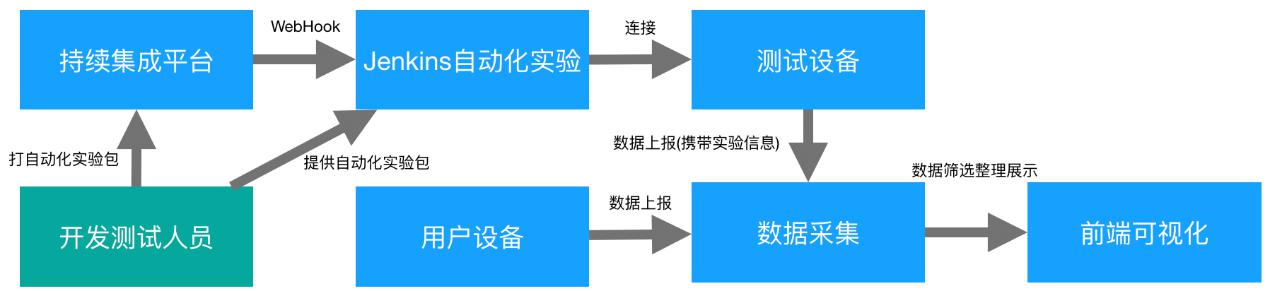 WebHook
连接
持续集成平台
Jenkins自动化实验
测试设备
打自动化实验包
提供自动化实验包
数据上报(携带实验信息)
数据筛选整理展示
数据上报
开发测试人员
用户设备
数据采集
前端可视化